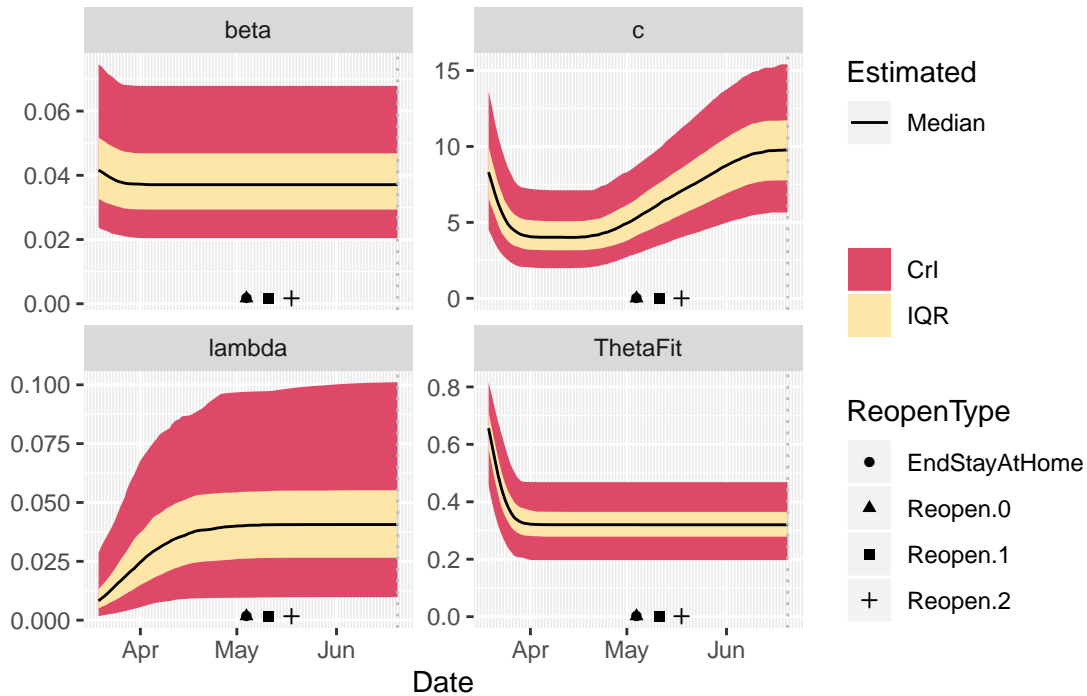 beta
c
0.06
0.04
0.02
0.00
15
10
5
0
lambda
ThetaFit
0.100
0.075
0.050
0.025
0.000
0.8
0.6
0.4
0.2
0.0
Apr May Jun
Apr May Jun
Date
Estimated
Median
CrI
IQR
ReopenType
EndStayAtHome
Reopen.0
Reopen.1
Reopen.2